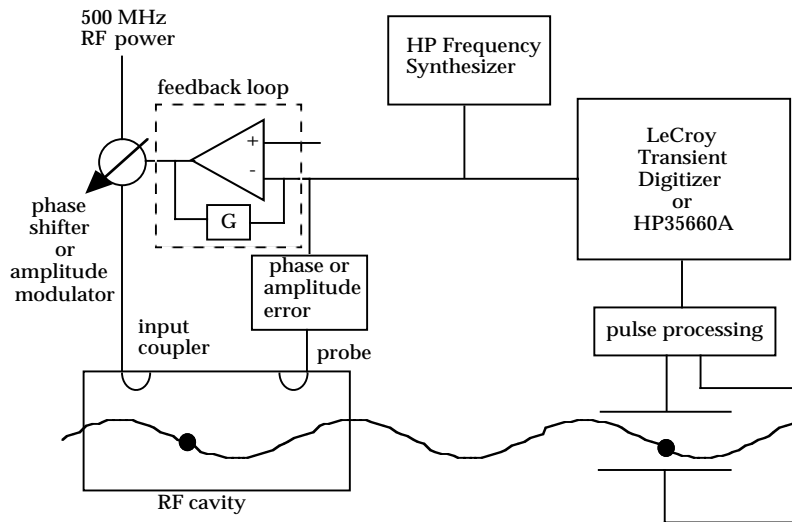 500 MHz
RF power
feedback loop
HP Frequency
Synthesizer
+
-
G
LeCroy
Transient
Digitizer
or
HP35660A
phase
shifter
or
amplitude
modulator
phase or
amplitude
error
input
coupler
probe
pulse processing
RF cavity